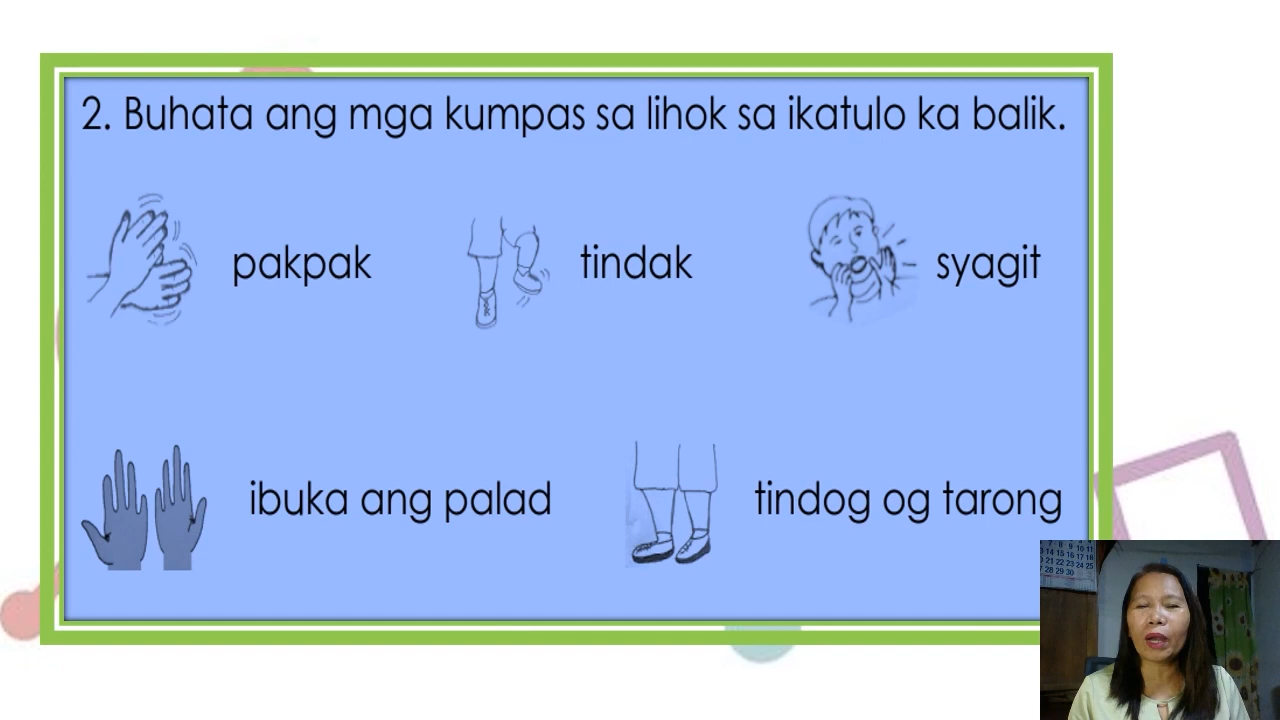 2. Buhata ang mga kumpas sa lihok sa ikatulo ka balik.
pakpak
tindak
syagit
ibuka ang palad
tindog og tarong